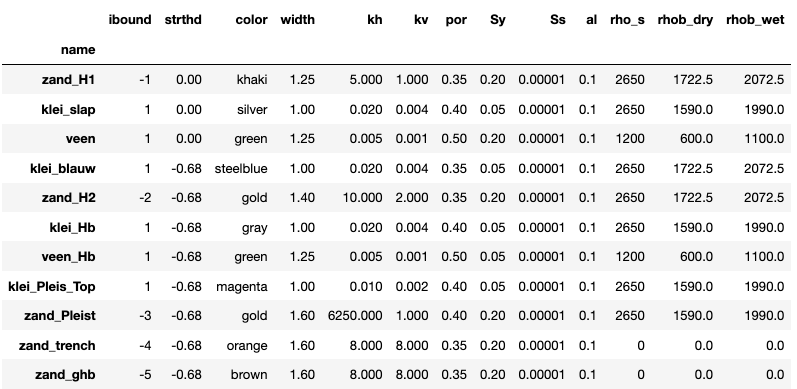 ibound strthd color width kh kv por Sy Ss al rho_s rhob_dry rhob_wet
name
zand_H1 -1 0.00 khaki 1.25 5.000 1.000 0.35 0.20 0.00001 0.1 2650 1722.5 2072.5
klei_slap 1 0.00 silver 1.00 0.020 0.004 0.40 0.05 0.00001 0.1 2650 1590.0 1990.0
veen 1 0.00 green 1.25 0.005 0.001 0.50 0.20 0.00001 0.1 1200 600.0 1100.0
klei_blauw 1 -0.68 steelblue 1.00 0.020 0.004 0.35 0.05 0.00001 0.1 2650 1722.5 2072.5
zand_H2 -2 -0.68 gold 1.40 10.000 2.000 0.35 0.20 0.00001 0.1 2650 1722.5 2072.5
klei_Hb 1 -0.68 gray 1.00 0.020 0.004 0.40 0.05 0.00001 0.1 2650 1590.0 1990.0
veen_Hb 1 -0.68 green 1.25 0.005 0.001 0.50 0.05 0.00001 0.1 1200 600.0 1100.0
klei_Pleis_Top 1 -0.68 magenta 1.00 0.010 0.002 0.40 0.05 0.00001 0.1 2650 1590.0 1990.0
zand_Pleist -3 -0.68 gold 1.60 6250.000 1.000 0.40 0.20 0.00001 0.1 2650 1590.0 1990.0
zand_trench -4 -0.68 orange 1.60 8.000 8.000 0.35 0.20 0.00001 0.1 0 0.0 0.0
zand_ghb -5 -0.68 brown 1.60 8.000 8.000 0.35 0.20 0.00001 0.1 0 0.0 0.0